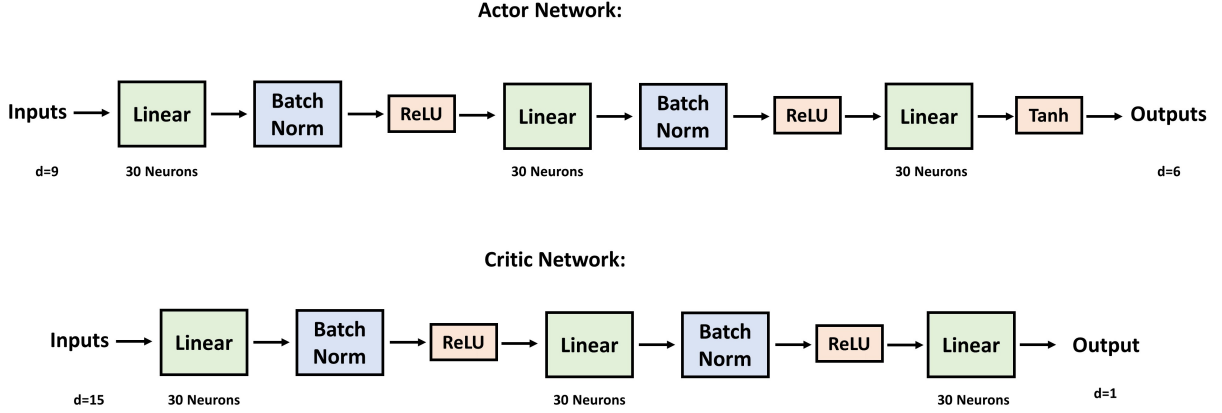 Actor Network:
Inputs
Linear
Batch
Norm
ReLU
Linear
Batch
Norm
ReLU
Linear
Tanh
Outputs
d=9
30 Neurons
30 Neurons
30 Neurons
d=6
Critic Network:
Inputs
Linear
Batch
Norm
ReLU
Linear
Batch
Norm
ReLU
Linear
Output
d=15
30 Neurons
30 Neurons
30 Neurons
d=1